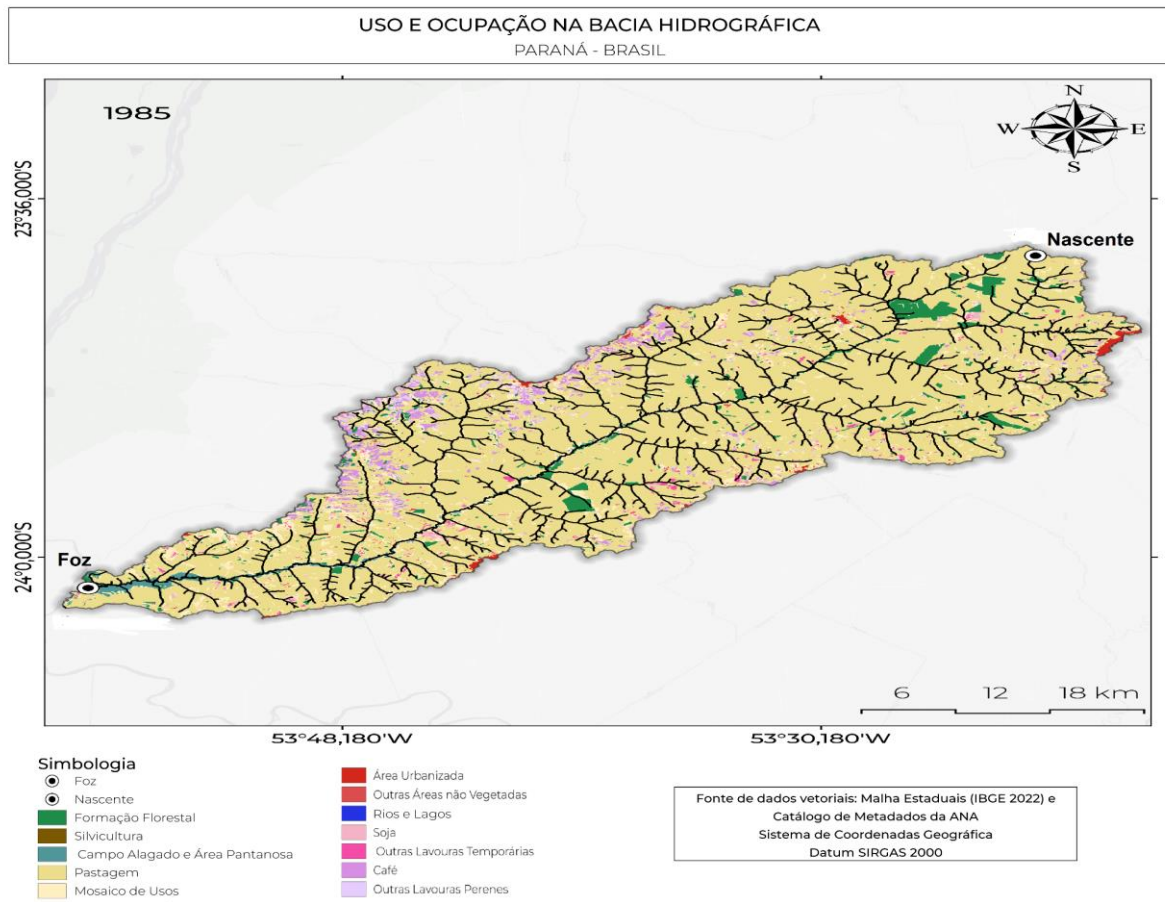 USO E OCUPAÇÃO NA BACIA HIDROGRÁFICA
PARANÁ - BRASIL
1985
N
W E
S
23°36,000'S
Nascente
24°0,000'S
Foz
6 12 18 km
53°48,180'W 53°30,180'W
Simbologia
Foz
Nascente
Formação Florestal
Silvicultura
Campo Alagado e Área Pantanosa
Pastagem
Mosaico de Usos
Área Urbanizada
Outras Áreas não Vegetadas
Rios e Lagos
Soja
Outras Lavouras Temporárias
Café
Outras Lavouras Perenes
Fonte de dados vetoriais: Malha Estaduais (IBGE 2022) e
Catálogo de Metadados da ANA
Sistema de Coordenadas Geográfica
Datum SIRGAS 2000